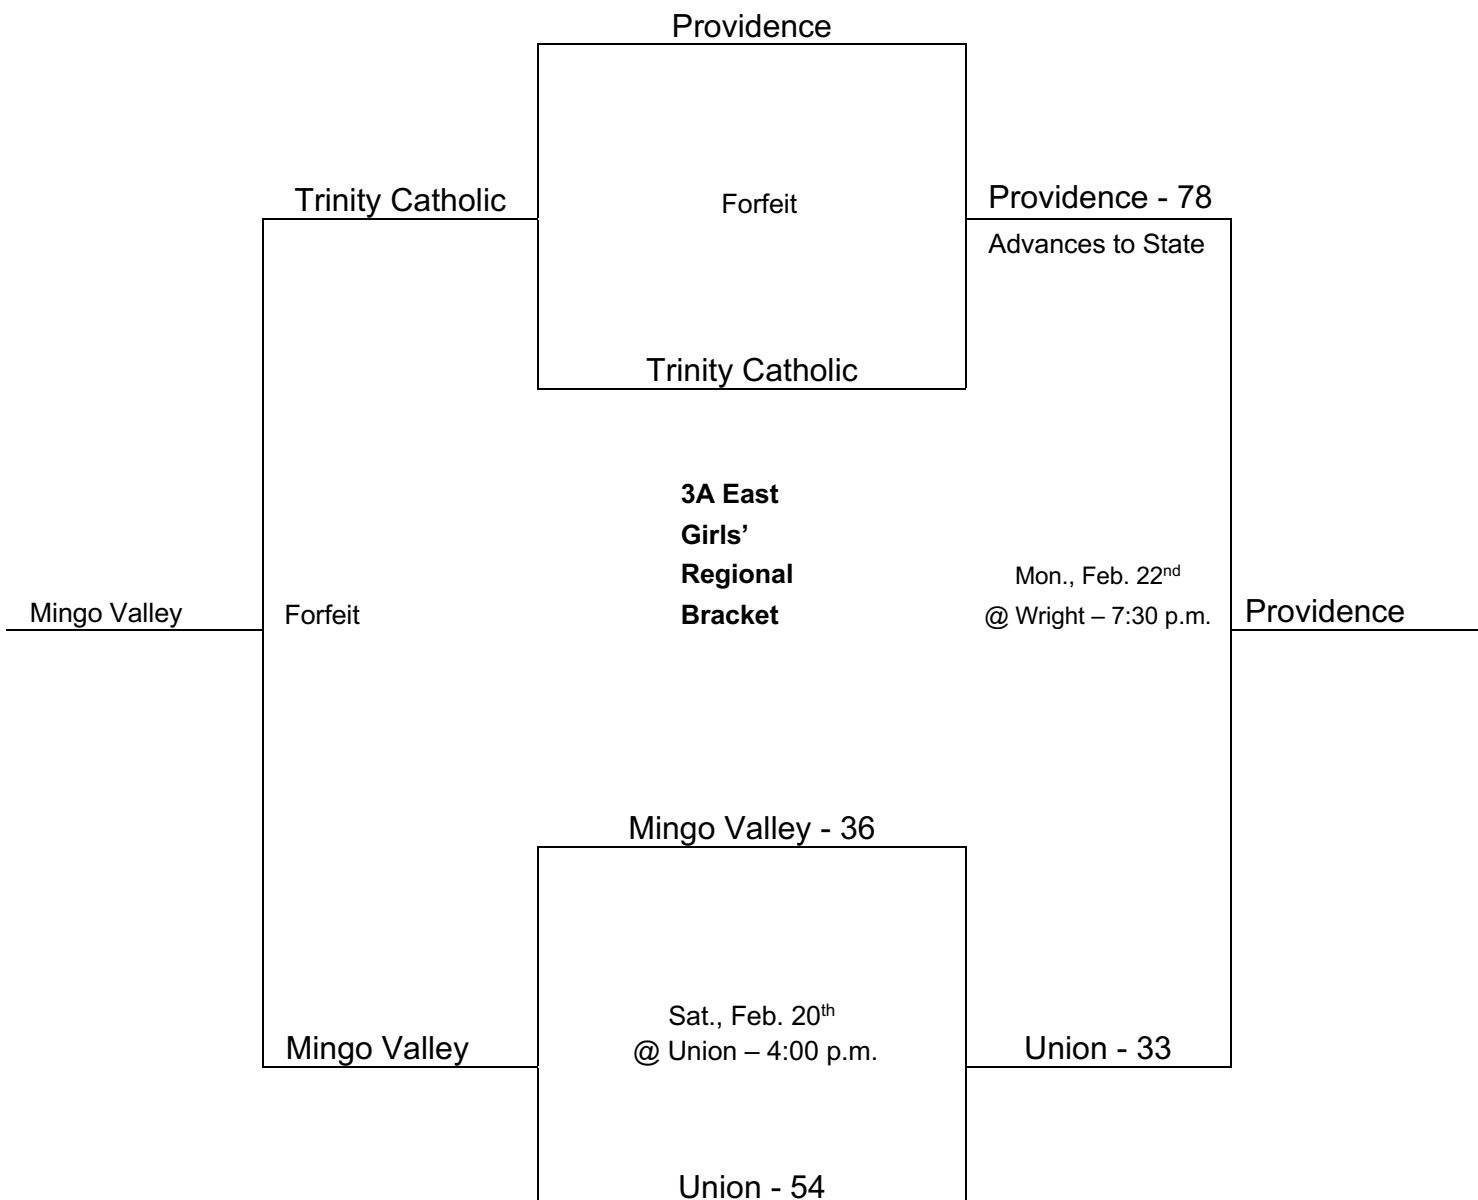 Providence
Trinity Catholic
Forfeit
Providence - 78
Advances to State
Trinity Catholic
3A East
Girls’
Regional
Bracket
Mon., Feb. 22nd
@ Wright – 7:30 p.m.
Mingo Valley
Forfeit
Providence
Mingo Valley - 36
Sat., Feb. 20th
@ Union – 4:00 p.m.
Mingo Valley
Union - 33
Union - 54